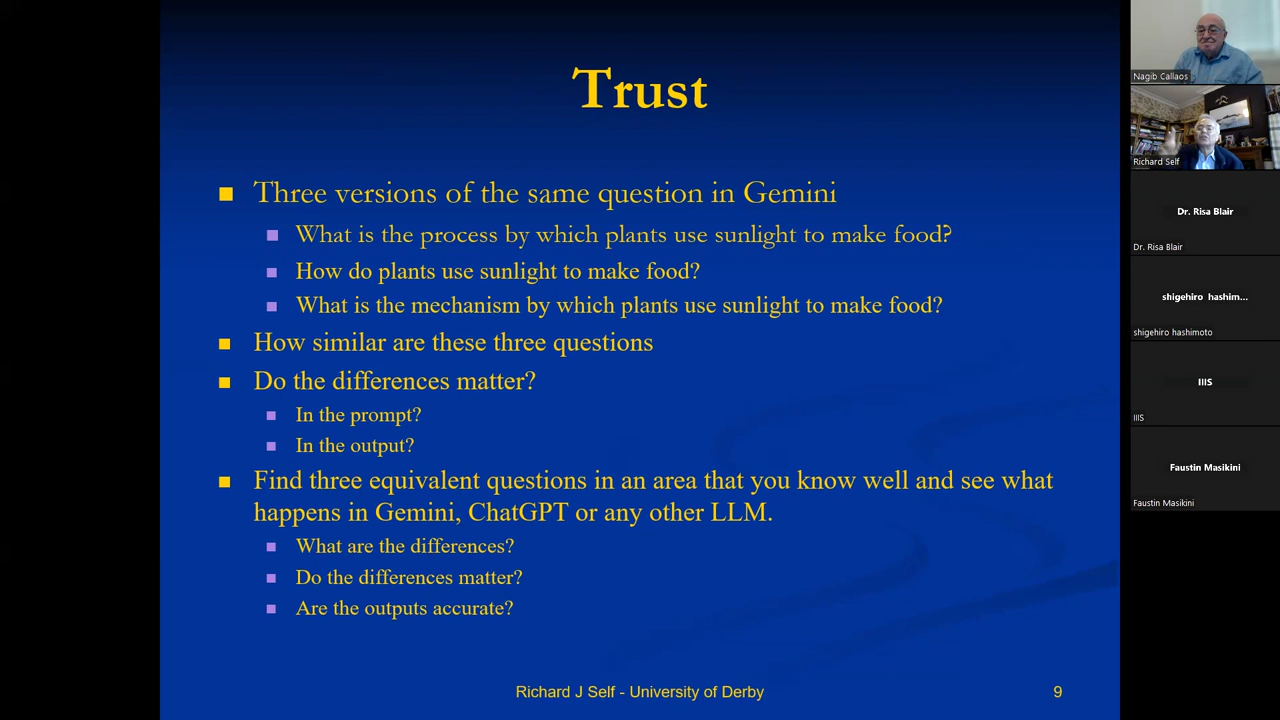 Trust
Three versions of the same question in Gemini
What is the process by which plants use sunlight to make food?
How do plants use sunlight to make food?
What is the mechanism by which plants use sunlight to make food?
How similar are these three questions
Do the differences matter?
In the prompt?
In the output?
Find three equivalent questions in an area that you know well and see what
happens in Gemini, ChatGPT or any other LLM.
What are the differences?
Do the differences matter?
Are the outputs accurate?
Richard J Self - University of Derby
9
Nagib Callaos
Richard Self
Dr. Risa Blair
Dr. Risa Blair
shigehiro hashim...
shigehiro hashimoto
IIIS
IIIS
Faustin Masikini
Faustin Masikini